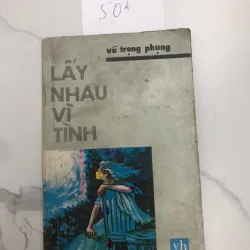 50k
vũ trọng phụng
LẤY
NHAU
VÌ
TÌNH
vh